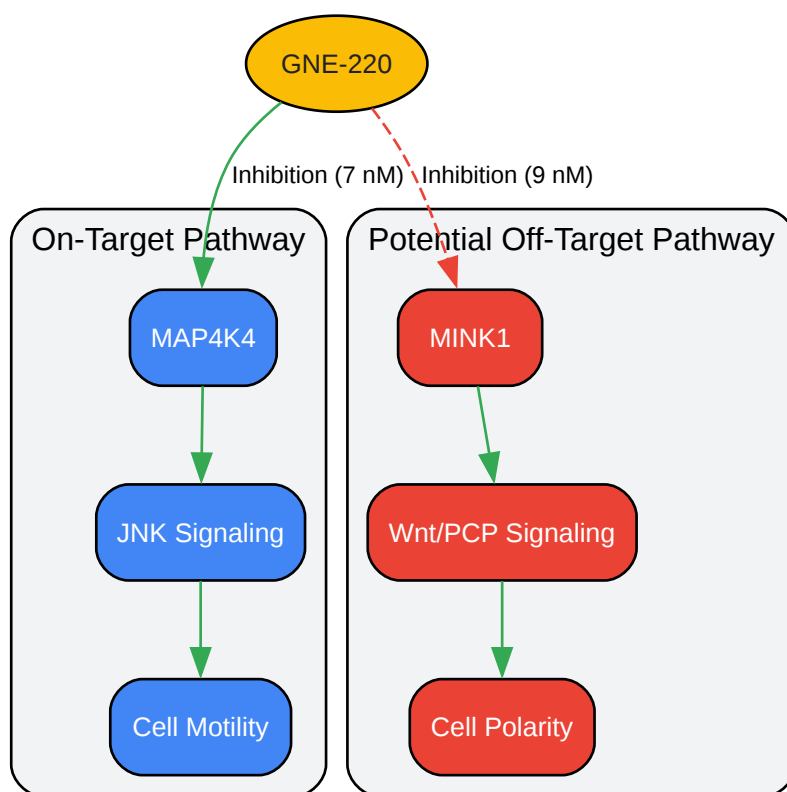 GNE-220
Inhibition (7 nM)
Inhibition (9 nM)
On-Target Pathway
Potential Off-Target Pathway
MAP4K4
MINK1
JNK Signaling
Wnt/PCP Signaling
Cell Motility
Cell Polarity